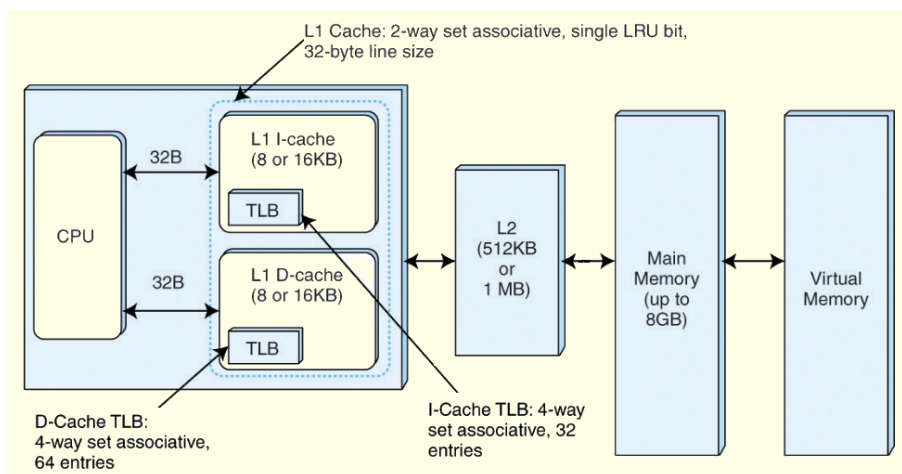 L1 Cache: 2-way set associative, single LRU bit,
32-byte line size
CPU
32B
L1 I-cache
(8 or 16KB)
TLB
32B
L1 D-cache
(8 or 16KB)
TLB
L2
(512KB
or
1 MB)
Main
Memory
(up to
8GB)
Virtual
Memory
D-Cache TLB:
4-way set associative,
64 entries
I-Cache TLB: 4-way
set associative, 32
entries